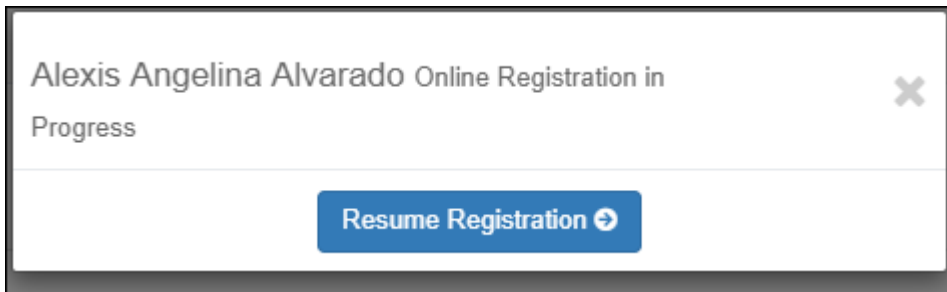 Alexis Angelina Alvarado Online Registration in
Progress
Resume Registration